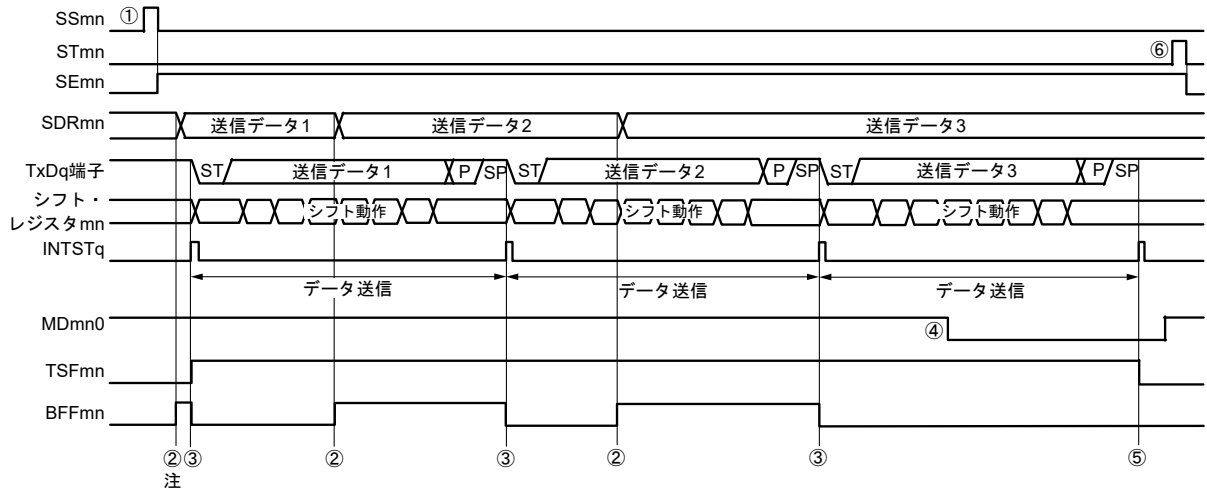 SSmn ①
STmn ⑥
SEmn
SDRmn 送信データ1 送信データ2 送信データ3
TxDq端子 ST 送信データ1 P SP ST 送信データ2 P SP ST 送信データ3 P SP
シフト・
レジスタmn シフト動作 シフト動作 シフト動作
INTSTq
データ送信 データ送信 データ送信
MDmn0 ④
TSFmn
BFFmn
② ③ ② ③ ② ③ ⑤
注